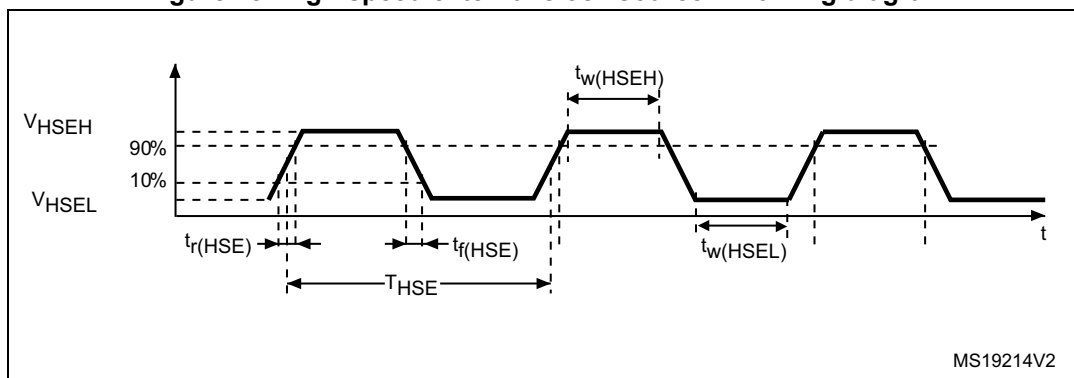 tw(HSEH)
VHSEH
90%
10%
VHSEL
t
tr(HSE)
tf(HSE)
tw(HSEL)
THSE
MS19214V2